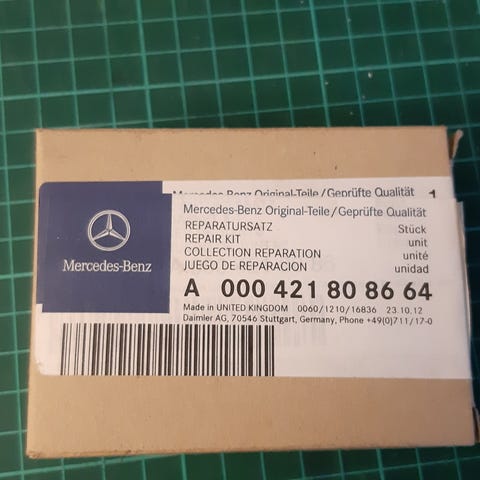 Mercedes-Benz Original-Teile/Geprüfte Qualität 1
Mercedes-Benz
Mercedes-Benz Original-Teile/Geprüfte Qualität
REPARATURSATZ Stück
REPAIR KIT unit
COLLECTION REPARATION unité
JUEGO DE REPARACION unidad
A 000 421 80 86 64
Made in UNITED KINGDOM 0060/1210/16836 23.10.12
Daimler AG, 70546 Stuttgart, Germany, Phone +49(0)711/17-0